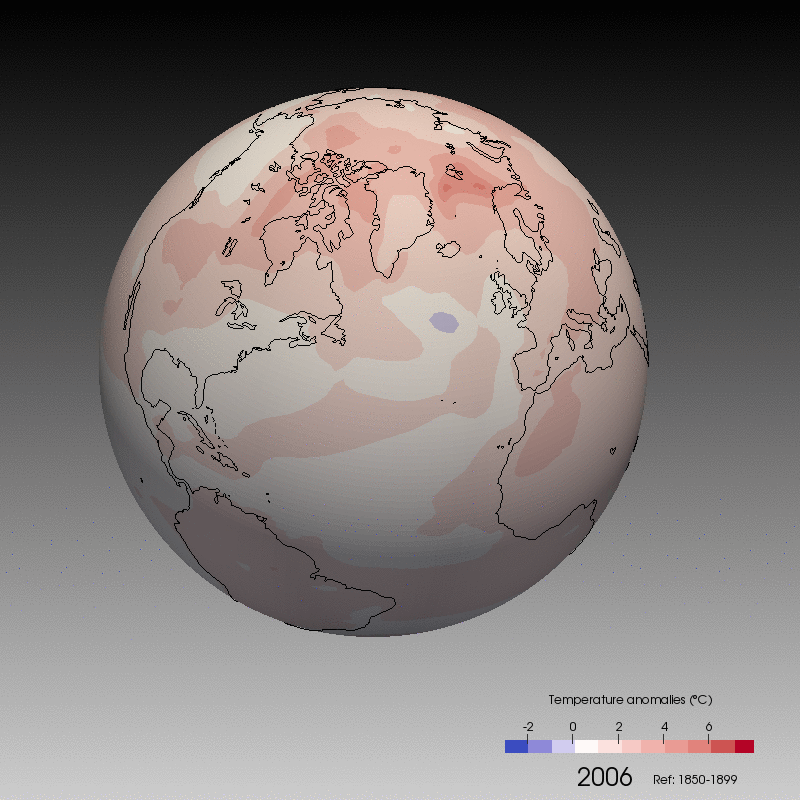 Temperature anomalies (°C)
-2 0 2 4 6
2006 Ref: 1850-1899